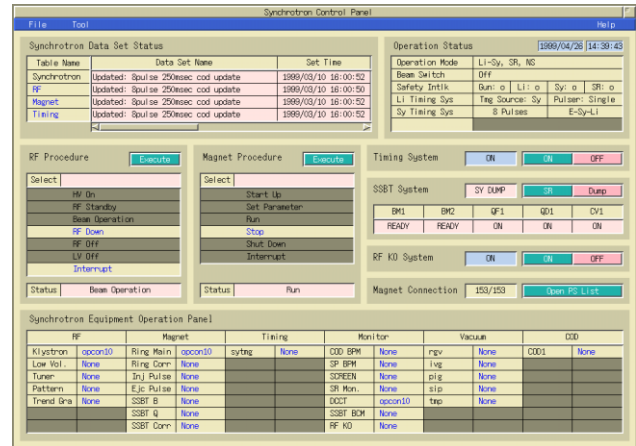 Synchrotron Control Panel
File Tool Help
Synchrotron Data Set Status
Table Name Data Set Name Set Time
Synchrotron Updated: 8pulse 250msec cod update 1999/03/10 16:00:52
RF Updated: 8pulse 250msec cod update 1999/03/10 16:00:50
Magnet Updated: 8pulse 250msec cod update 1999/03/10 16:00:52
Timing Updated: 8pulse 250msec cod update 1999/03/10 16:00:52
Operation Status 1999/04/26 14:39:43
Operation Mode Li-Sy, SR, NS
Beam Switch Off
Safety Intlk Gun: o Li: o Sy: o SR: o
Li Timing Sys Tmg Source: Sy Pulser: Single
Sy Timing Sys 8 Pulses E-Sy-Li
RF Procedure Execute
Select
HV On
RF Standby
Beam Operation
RF Down
RF Off
LV Off
Interrupt
Status Beam Operation
Magnet Procedure Execute
Select
Start Up
Set Parameter
Run
Stop
Shut Down
Interrupt
Status Run
Timing System ON ON OFF
SSBT System SY DUMP SR Dump
BM1 BM2 QF1 QD1 CV1
READY READY ON ON ON
RF KO System ON ON OFF
Magnet Connection 153/153 Open PS List
Synchrotron Equipment Operation Panel
RF Magnet Timing Monitor Vacuum COD
Klystron opcon10 Ring Main opcon10 sytmg None COD BPM None rgv None COD1 None
Low Vol. None Ring Corr None SP BPM None ivg None
Tuner None Inj Pulse None SCREEN None pig None
Pattern None Ejc Pulse None SR Mon. None sip None
Trend Gra None SSBT B None DCCT opcon10 tmp None
SSBT Q None SSBT BCM None
SSBT Corr None RF KO None